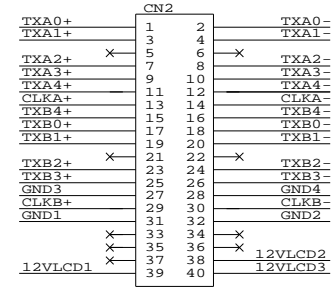 CN2
TXA0+ 1 2 TXA0-
TXA1+ 3 4 TXA1-
5 6
TXA2+ 7 8 TXA2-
TXA3+ 9 10 TXA3-
TXA4+ 11 12 TXA4-
CLKA+ 13 14 CLKA-
TXB4+ 15 16 TXB4-
TXB0+ 17 18 TXB0-
TXB1+ 19 20 TXB1-
21 22
TXB2+ 23 24 TXB2-
TXB3+ 25 26 TXB3-
GND3 27 28 GND4
CLKB+ 29 30 CLKB-
GND1 31 32 GND2
33 34
35 36
37 38 12VLCD2
12VLCD1 39 40 12VLCD3